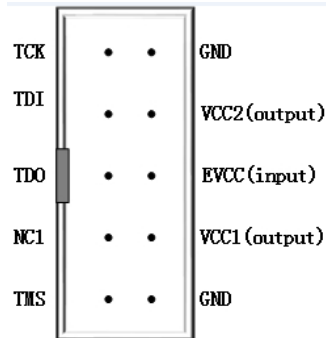 TCK GND
TDI VCC2(output)
TDO EVCC(input)
NC1 VCC1(output)
TMS GND